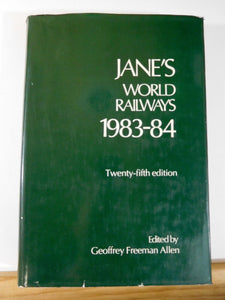 JANE'S
WORLD
RAILWAYS
1983-84
Twenty-fifth edition
Edited by
Geoffrey Freeman Allen